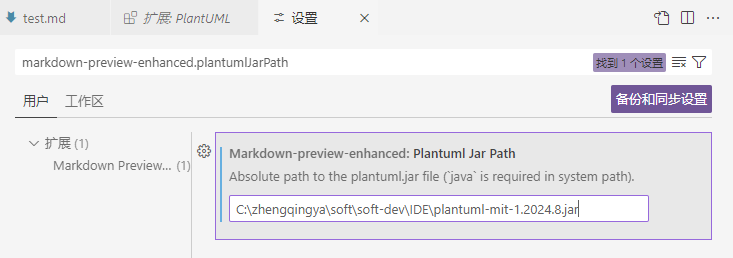 test.md
扩展: PlantUML
设置
markdown-preview-enhanced.plantumlJarPath
找到 1 个设置
用户
工作区
备份和同步设置
扩展 (1)
Markdown Preview... (1)
Markdown-preview-enhanced: Plantuml Jar Path
Absolute path to the plantuml.jar file (`java` is required in system path).
C:\zhengqingya\soft\soft-dev\IDE\plantuml-mit-1.2024.8.jar